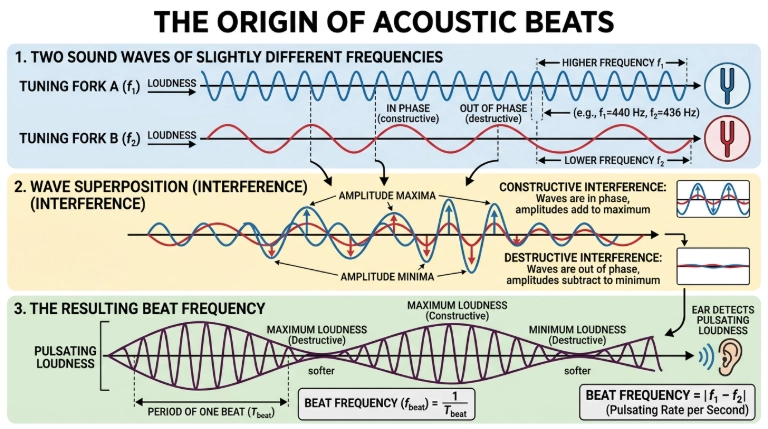 THE ORIGIN OF ACOUSTIC BEATS
1. TWO SOUND WAVES OF SLIGHTLY DIFFERENT FREQUENCIES
HIGHER FREQUENCY f₁
TUNING FORK A (f₁)
LOUDNESS
IN PHASE
(constructive)
OUT OF PHASE
(destructive)
(e.g., f₁=440 Hz, f₂=436 Hz)
TUNING FORK B (f₂)
LOUDNESS
LOWER FREQUENCY f₂
2. WAVE SUPERPOSITION (INTERFERENCE)
(INTERFERENCE)
AMPLITUDE MAXIMA
AMPLITUDE MINIMA
CONSTRUCTIVE INTERFERENCE:
Waves are in phase,
amplitudes add to maximum
DESTRUCTIVE INTERFERENCE:
Waves are out of phase,
amplitudes subtract to minimum
3. THE RESULTING BEAT FREQUENCY
PULSATING
LOUDNESS
MAXIMUM LOUDNESS
(Destructive)
softer
MAXIMUM LOUDNESS
(Constructive)
MINIMUM LOUDNESS
(Destructive)
softer
EAR DETECTS
PULSATING
LOUDNESS
PERIOD OF ONE BEAT (Tbeat)
BEAT FREQUENCY (fbeat) = 1/Tbeat
BEAT FREQUENCY = |f₁ − f₂|
(Pulsating Rate per Second)